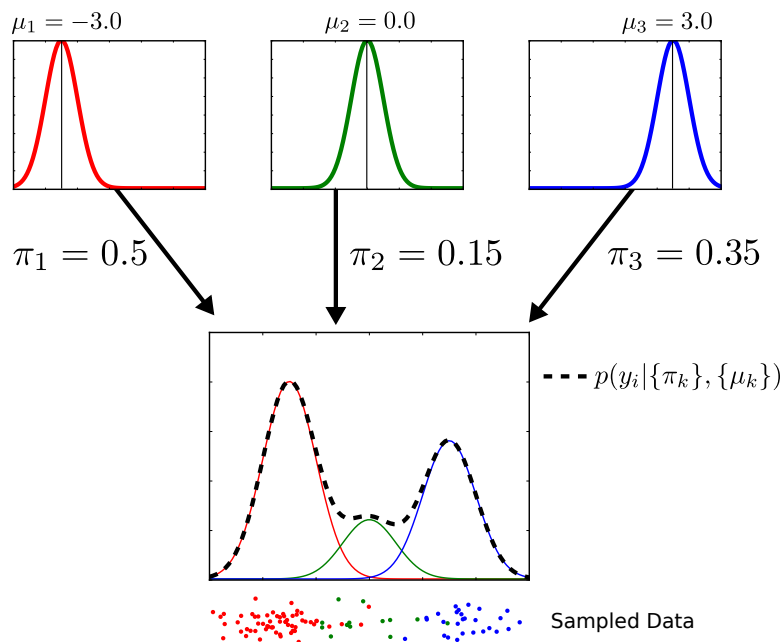 μ₁ = −3.0
μ₂ = 0.0
μ₃ = 3.0
π₁ = 0.5
π₂ = 0.15
π₃ = 0.35
p(yᵢ|{πₖ}, {μₖ})
Sampled Data